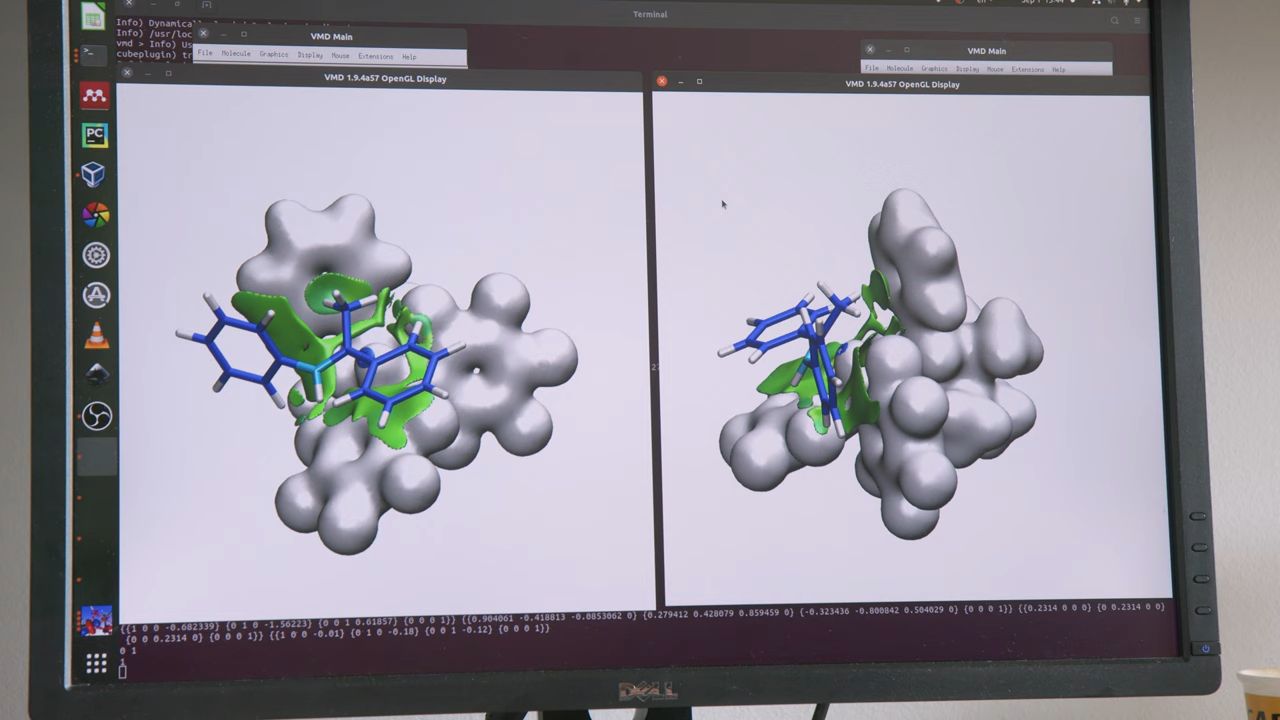 Terminal
Info) Dynamically
Info) /usr/loc
Info) Us
vmd > Info) Us
cubeplugin) tr
VMD Main
File Molecule Graphics Display Mouse Extensions Help
VMD Main
File Molecule Graphics Display Mouse Extensions Help
VMD 1.9.4a57 OpenGL Display
VMD 1.9.4a57 OpenGL Display
PC
{{1 0 0 -0.682339} {0 1 0 -1.56223} {0 0 1 0.61857} {0 0 0 1}} {{0.904061 -0.418813 -0.0853062 0} {0.279412 0.428079 0.859459 0} {-0.323436 -0.800842 0.504029 0} {0 0 0 1}} {{0.2314 0 0 0} {0 0.2314 0 0}
{0 0 0.2314 0} {0 0 0 1}} {{1 0 0 -0.01} {0 1 0 -0.18} {0 0 1 -0.12} {0 0 0 1}}
0 1
1
DELL